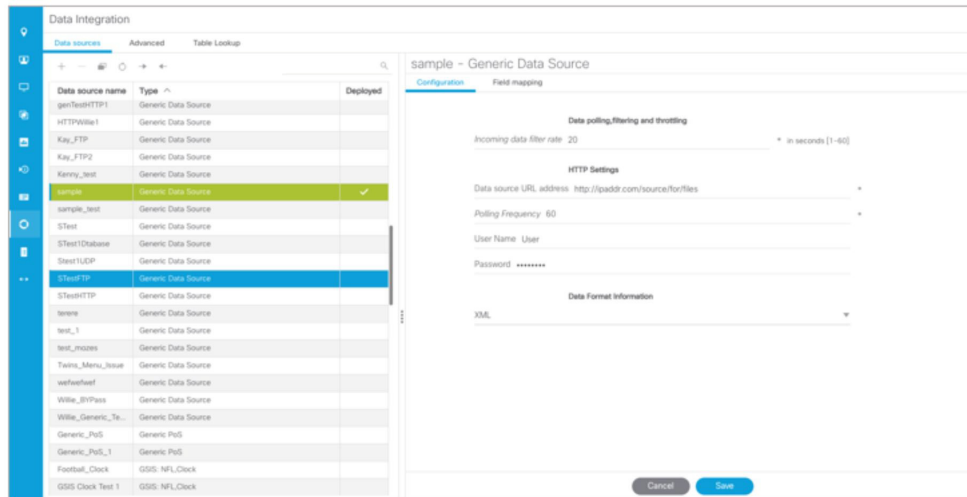 Data Integration
Data sources Advanced Table Lookup
sample - Generic Data Source
Configuration Field mapping
Data source name Type Deployed
genTestHTTP1 Generic Data Source
HTTPWillie1 Generic Data Source
Kay_FTP Generic Data Source
Kay_FTP2 Generic Data Source
Kenny_test Generic Data Source
sample Generic Data Source
sample_test Generic Data Source
STest Generic Data Source
STest1Dtabase Generic Data Source
Stest1UDP Generic Data Source
STestFTP Generic Data Source
STestHTTP Generic Data Source
terere Generic Data Source
test_1 Generic Data Source
test_mozes Generic Data Source
Twins_Menu_Issue Generic Data Source
wefwefwef Generic Data Source
Willie_BYPass Generic Data Source
Willie_Generic_Te... Generic Data Source
Generic_PoS Generic PoS
Generic_PoS_1 Generic PoS
Football_Clock GSIS: NFL,Clock
GSIS Clock Test 1 GSIS: NFL,Clock
Data polling,filtering and throttling
Incoming data filter rate 20 * in seconds [1-60]
HTTP Settings
Data source URL address http://ipaddr.com/source/for/files *
Polling Frequency 60 *
User Name User
Password ••••••••
Data Format Information
XML
Cancel Save